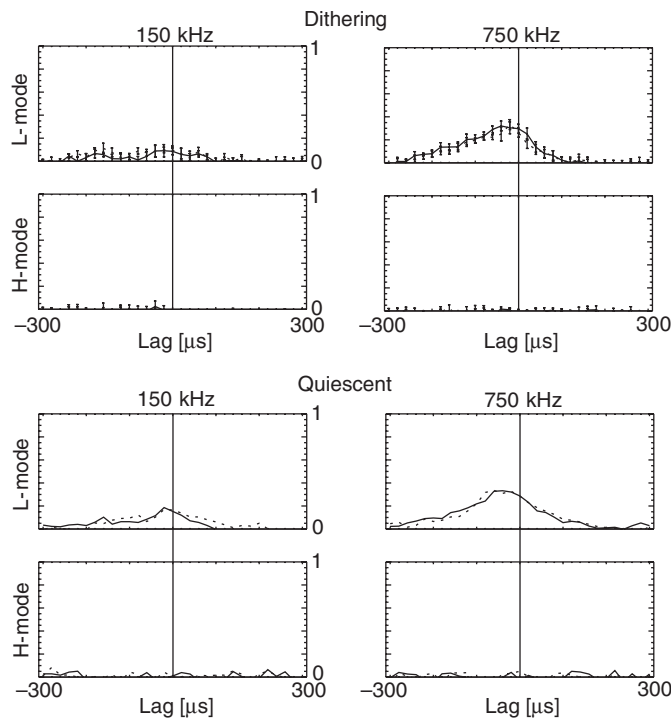 Dithering
150 kHz 750 kHz
L-mode
1
0
H-mode
1
0
–300 300 –300 300
Lag [μs] Lag [μs]
Quiescent
150 kHz 750 kHz
L-mode
1
0
H-mode
1
0
–300 300 –300 300
Lag [μs] Lag [μs]